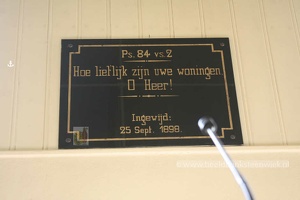 Ps. 84 vs. 2
Hoe lieflijk zijn uwe woningen
O Heer!
Ingewijd:
25 Sept. 1898.